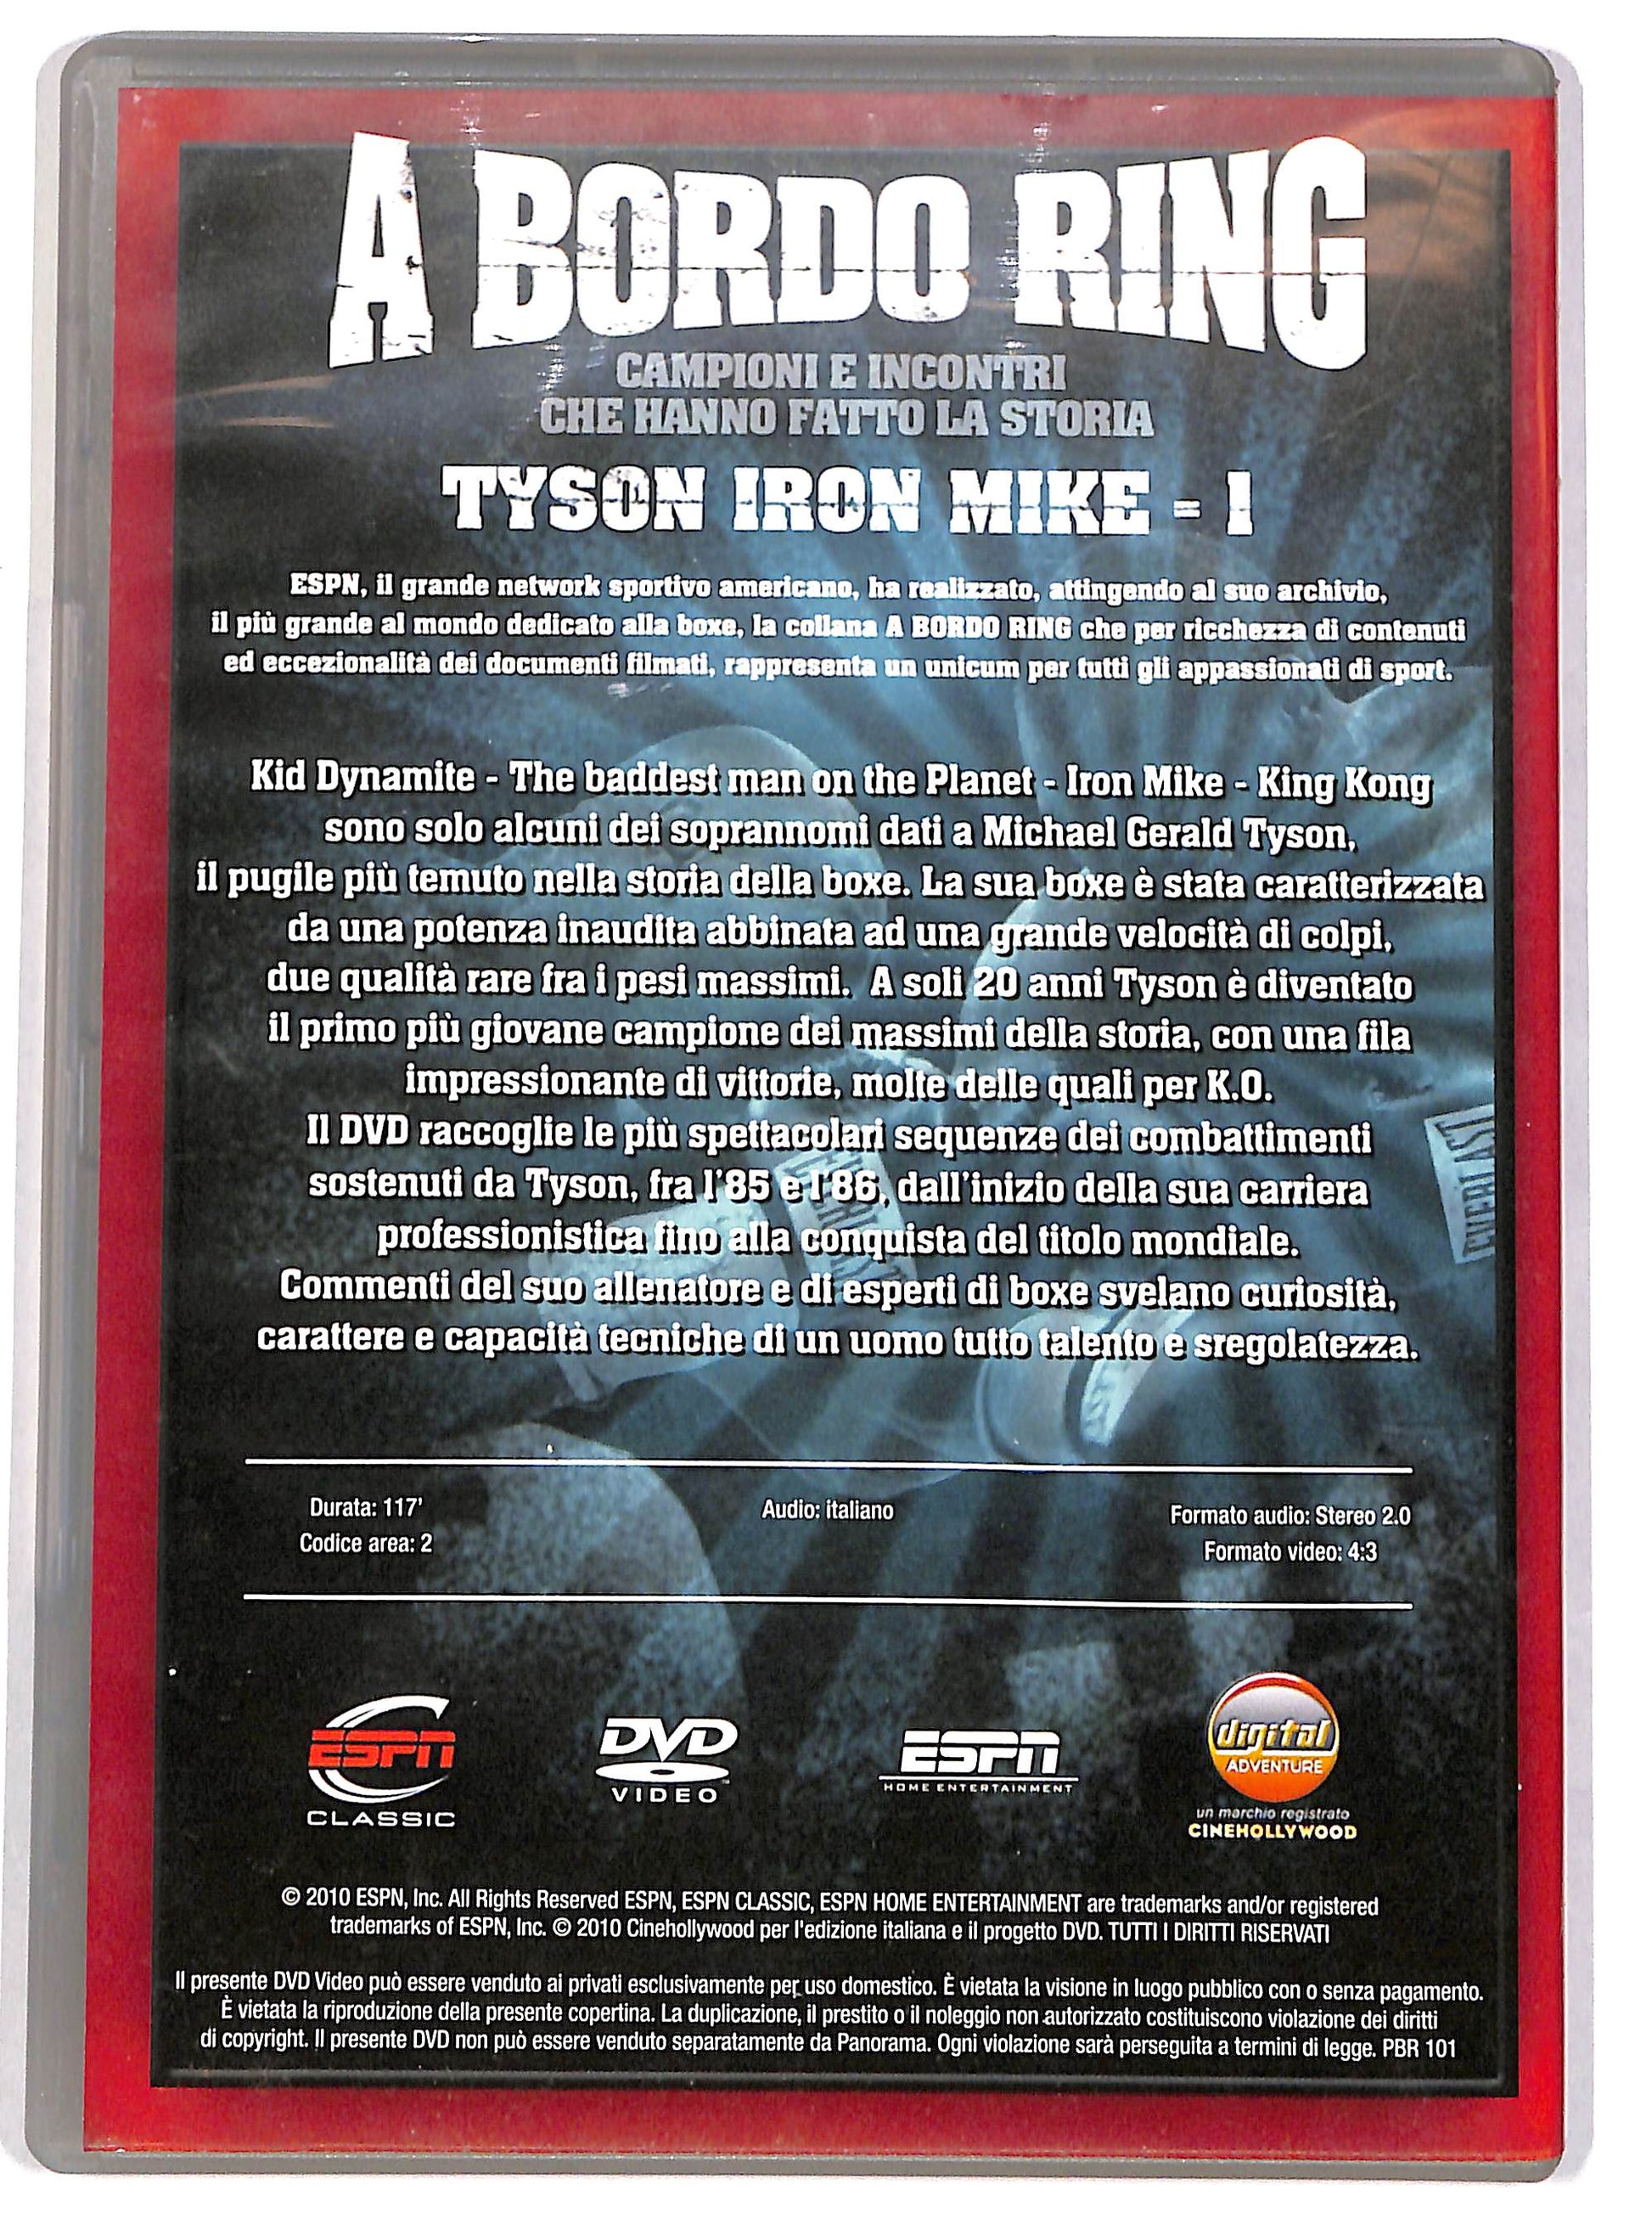 A BORDO RING
CAMPIONI E INCONTRI
CHE HANNO FATTO LA STORIA
TYSON IRON MIKE - 1
ESPN, il grande network sportivo americano, ha realizzato, attingendo al suo archivio,
il più grande al mondo dedicato alla boxe, la collana A BORDO RING che per ricchezza di contenuti
ed eccezionalità dei documenti filmati, rappresenta un unicum per tutti gli appassionati di sport.
Kid Dynamite - The baddest man on the Planet - Iron Mike - King Kong
sono solo alcuni dei soprannomi dati a Michael Gerald Tyson,
il pugile più temuto nella storia della boxe. La sua boxe è stata caratterizzata
da una potenza inaudita abbinata ad una grande velocità di colpi,
due qualità rare fra i pesi massimi. A soli 20 anni Tyson è diventato
il primo più giovane campione dei massimi della storia, con una fila
impressionante di vittorie, molte delle quali per K.O.
Il DVD raccoglie le più spettacolari sequenze dei combattimenti
sostenuti da Tyson, fra l'85 e l'86, dall'inizio della sua carriera
professionistica fino alla conquista del titolo mondiale.
Commenti del suo allenatore e di esperti di boxe svelano curiosità,
carattere e capacità tecniche di un uomo tutto talento e sregolatezza.
EVERLAST
Durata: 117'
Codice area: 2
Audio: italiano
Formato audio: Stereo 2.0
Formato video: 4:3
ESPN
CLASSIC
DVD
VIDEO
ESPN
HOME ENTERTAINMENT
digital
ADVENTURE
un marchio registrato
CINEHOLLYWOOD
© 2010 ESPN, Inc. All Rights Reserved ESPN, ESPN CLASSIC, ESPN HOME ENTERTAINMENT are trademarks and/or registered
trademarks of ESPN, Inc. © 2010 Cinehollywood per l'edizione italiana e il progetto DVD. TUTTI I DIRITTI RISERVATI
Il presente DVD Video può essere venduto ai privati esclusivamente per uso domestico. È vietata la visione in luogo pubblico con o senza pagamento.
È vietata la riproduzione della presente copertina. La duplicazione, il prestito o il noleggio non autorizzato costituiscono violazione dei diritti
di copyright. Il presente DVD non può essere venduto separatamente da Panorama. Ogni violazione sarà perseguita a termini di legge. PBR 101